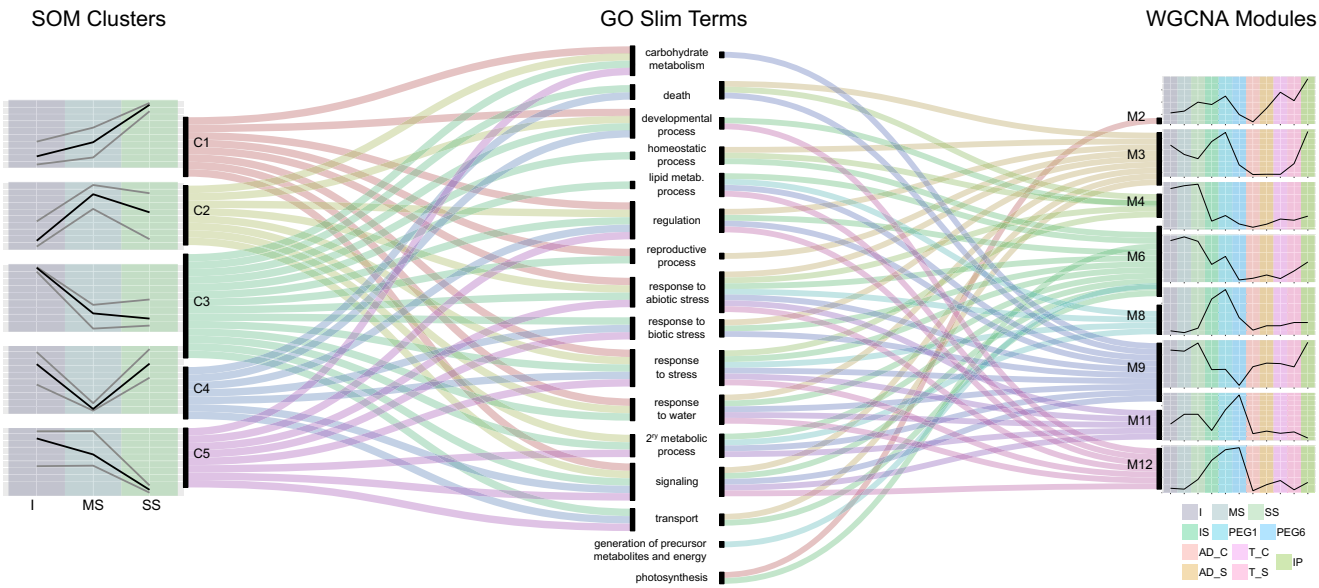 SOM Clusters
GO Slim Terms
WGCNA Modules
C1
C2
C3
C4
C5
I
MS
SS
carbohydrate
metabolism
death
developmental
process
homeostatic
process
lipid metab.
process
regulation
reproductive
process
response to
abiotic stress
response to
biotic stress
response
to stress
response
to water
2ry metabolic
process
signaling
transport
generation of precursor
metabolites and energy
photosynthesis
M2
M3
M4
M6
M8
M9
M11
M12
I MS SS
IS PEG1 PEG6
AD_C T_C
IP
AD_S T_S